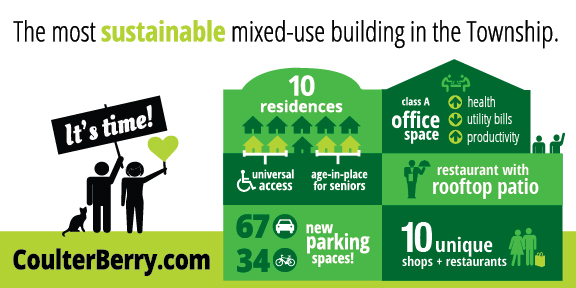 The most sustainable mixed-use building in the Township.
It's time!
CoulterBerry.com
10
residences
universal
access
age-in-place
for seniors
67
34
new
parking
spaces!
class A
office
space
health
utility bills
productivity
restaurant with
rooftop patio
10 unique
shops + restaurants